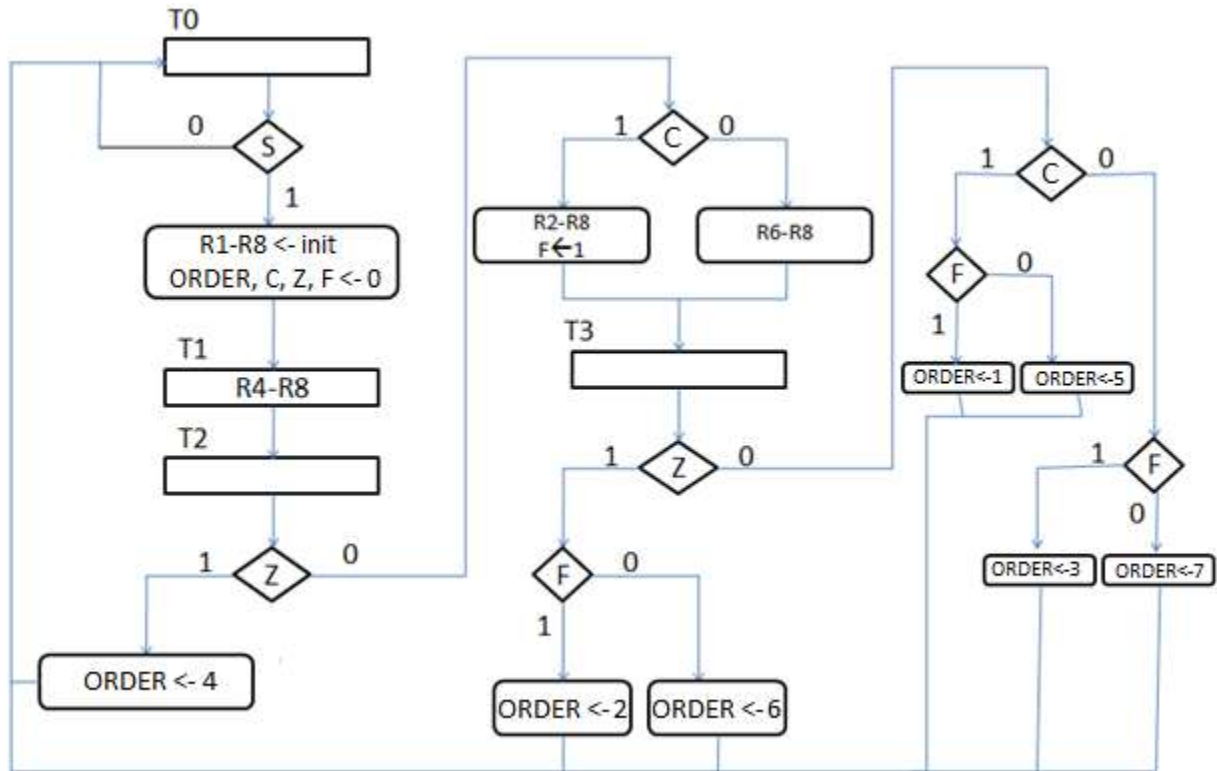 T0
0
S
1
R1-R8 <- init
ORDER, C, Z, F <- 0
T1
R4-R8
T2
1
Z
0
ORDER <- 4
1
C
0
R2-R8
F←1
R6-R8
T3
1
Z
0
F
0
1
ORDER <- 2
ORDER <- 6
1
C
0
F
0
1
ORDER<-1
ORDER<-5
1
F
0
ORDER<-3
ORDER<-7